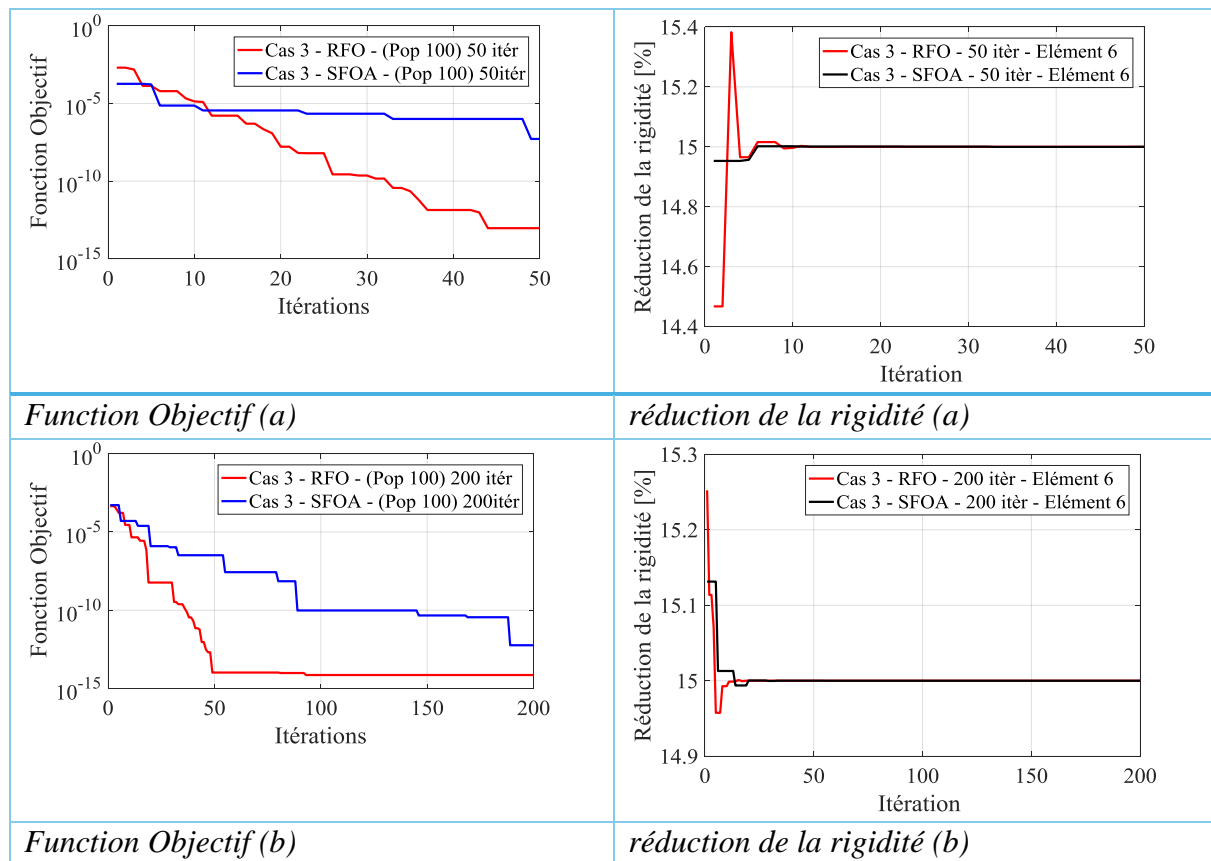 10^0
10^-5
10^-10
10^-15
Fonction Objectif
Cas 3 - RFO - (Pop 100) 50 itér
Cas 3 - SFOA - (Pop 100) 50itér
0 10 20 30 40 50
Itérations
15.4
15.2
15
14.8
14.6
14.4
Réduction de la rigidité [%]
Cas 3 - RFO - 50 itèr - Elément 6
Cas 3 - SFOA - 50 itèr - Elément 6
0 10 20 30 40 50
Itération
Function Objectif (a)
réduction de la rigidité (a)
10^0
10^-5
10^-10
10^-15
Fonction Objectif
Cas 3 - RFO - (Pop 100) 200 itér
Cas 3 - SFOA - (Pop 100) 200itér
0 50 100 150 200
Itérations
15.3
15.2
15.1
15
14.9
Réduction de la rigidité [%]
Cas 3 - RFO - 200 itèr - Elément 6
Cas 3 - SFOA - 200 itèr - Elément 6
0 50 100 150 200
Itération
Function Objectif (b)
réduction de la rigidité (b)